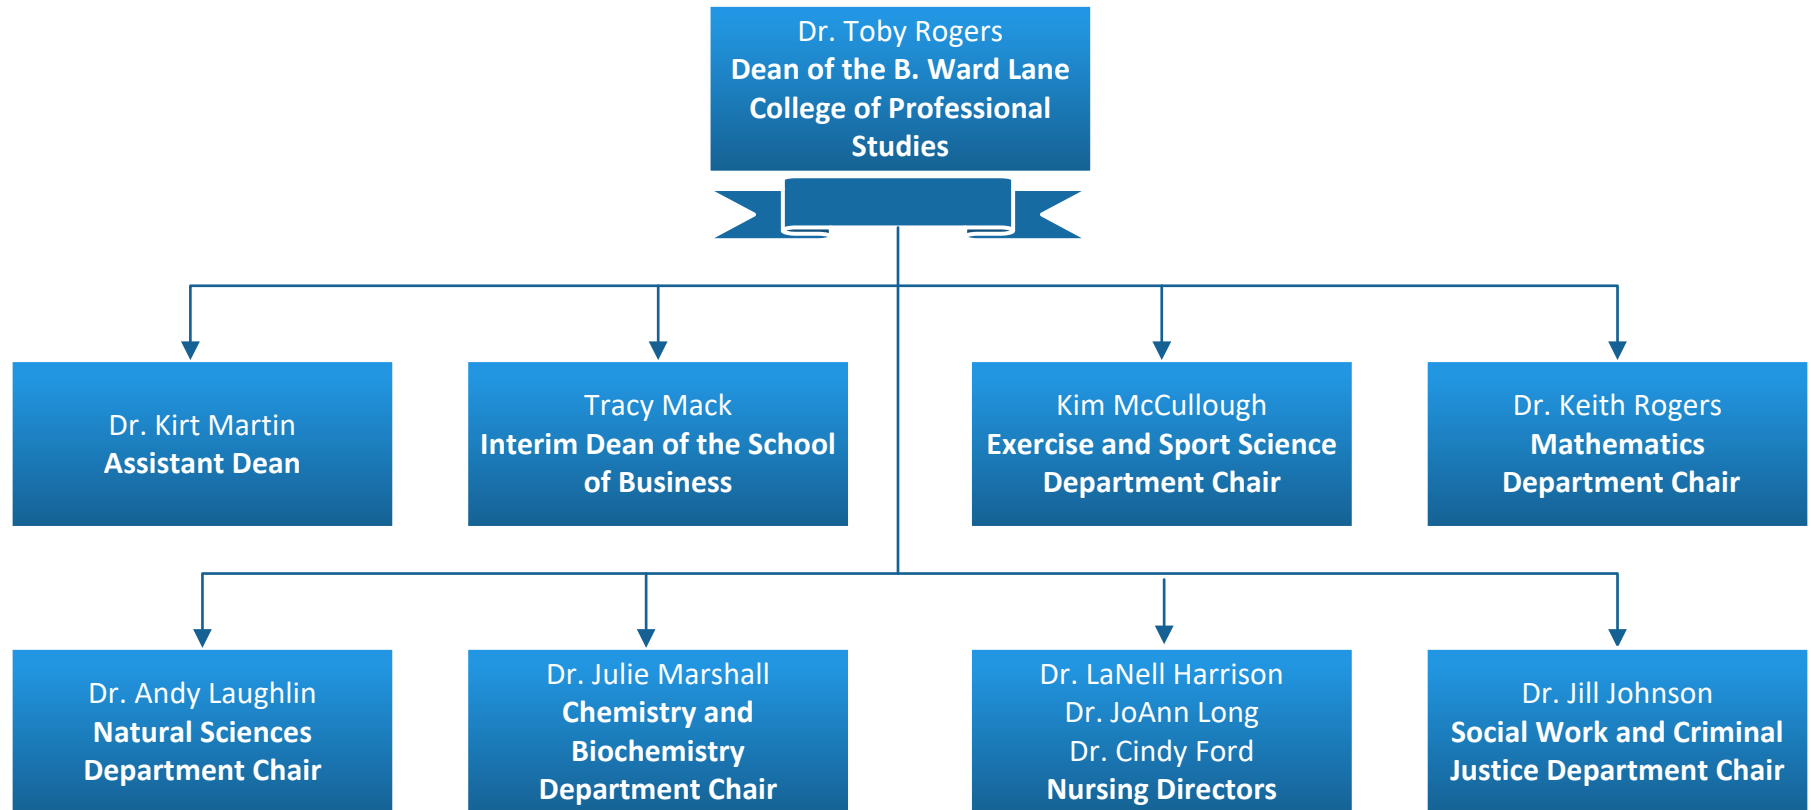 Dr. Toby Rogers
Dean of the B. Ward Lane
College of Professional
Studies
Dr. Kirt Martin
Assistant Dean
Tracy Mack
Interim Dean of the School
of Business
Kim McCullough
Exercise and Sport Science
Department Chair
Dr. Keith Rogers
Mathematics
Department Chair
Dr. Andy Laughlin
Natural Sciences
Department Chair
Dr. Julie Marshall
Chemistry and
Biochemistry
Department Chair
Dr. LaNell Harrison
Dr. JoAnn Long
Dr. Cindy Ford
Nursing Directors
Dr. Jill Johnson
Social Work and Criminal
Justice Department Chair